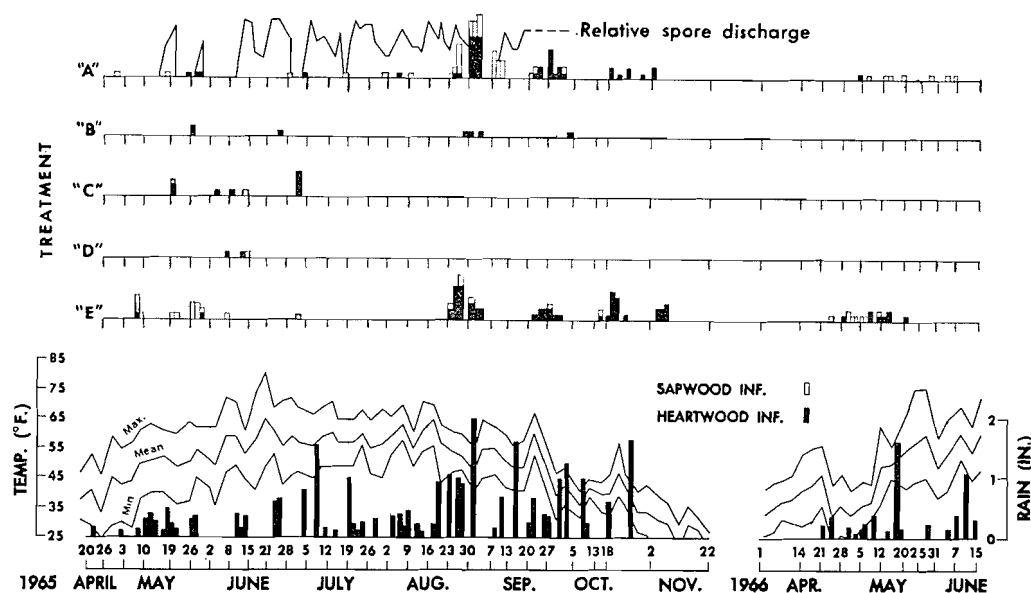 Relative spore discharge
"A"
"B"
"C"
"D"
"E"
TREATMENT
SAPWOOD INF.
HEARTWOOD INF.
TEMP. (°F.)
85
75
65
55
45
35
25
Max.
Mean
Min
2
1
0
RAIN (IN.)
20 26 3 10 19 26 2 8 15 21 28 5 12 19 26 2 9 16 23 30 7 13 20 27 5 13 18 2 22 1 14 21 28 5 12 20 25 31 7 15
1965 APRIL MAY JUNE JULY AUG. SEP. OCT. NOV. 1966 APR. MAY JUNE